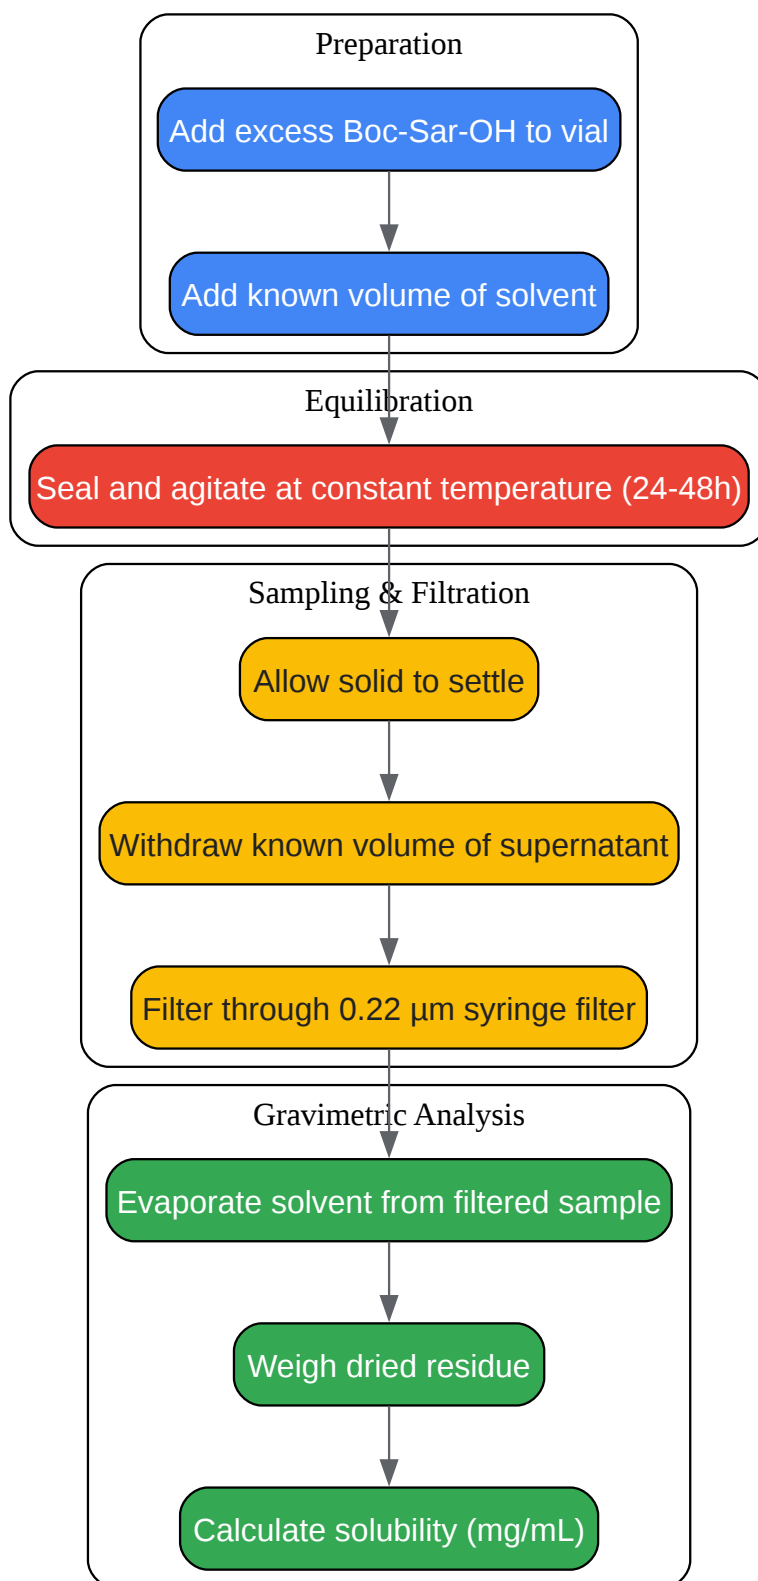 Preparation
Add excess Boc-Sar-OH to vial
Add known volume of solvent
Equilibration
Seal and agitate at constant temperature (24-48h)
Sampling & Filtration
Allow solid to settle
Withdraw known volume of supernatant
Filter through 0.22 µm syringe filter
Gravimetric Analysis
Evaporate solvent from filtered sample
Weigh dried residue
Calculate solubility (mg/mL)